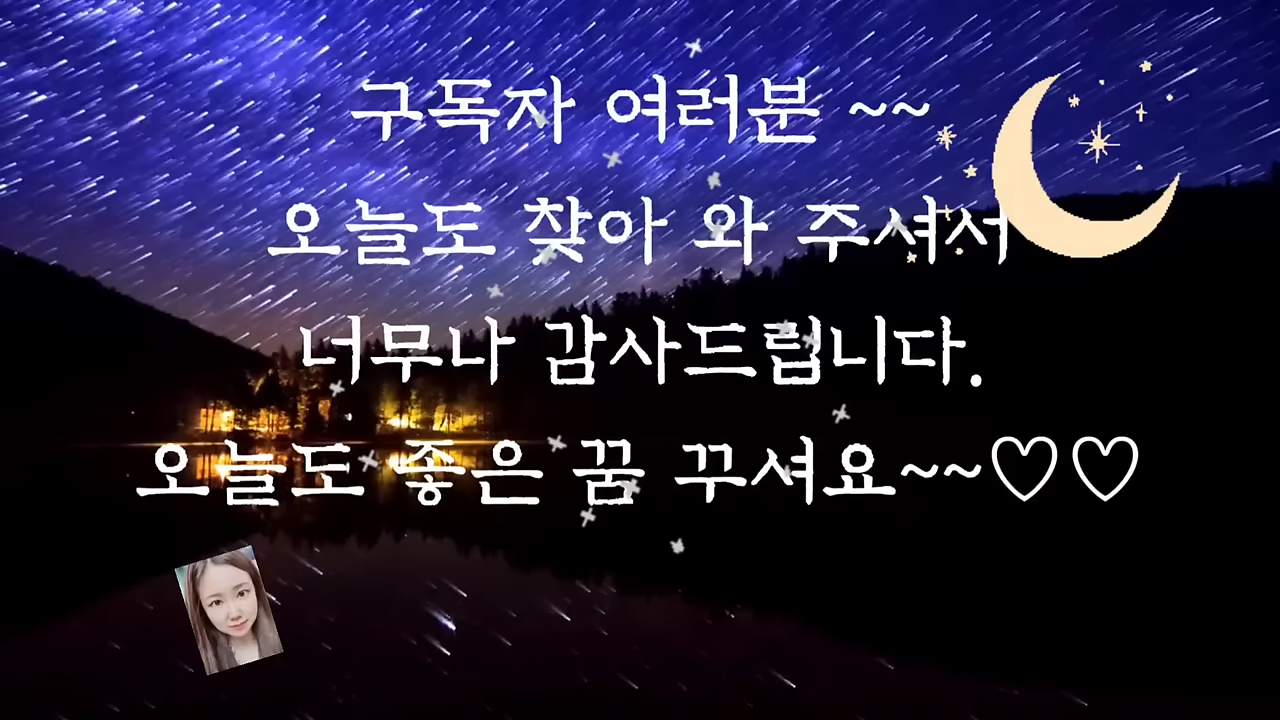 구독자 여러분 ~~
오늘도 찾아 와 주셔서
너무나 감사드립니다.
오늘도 좋은 꿈 꾸셔요~~♡♡